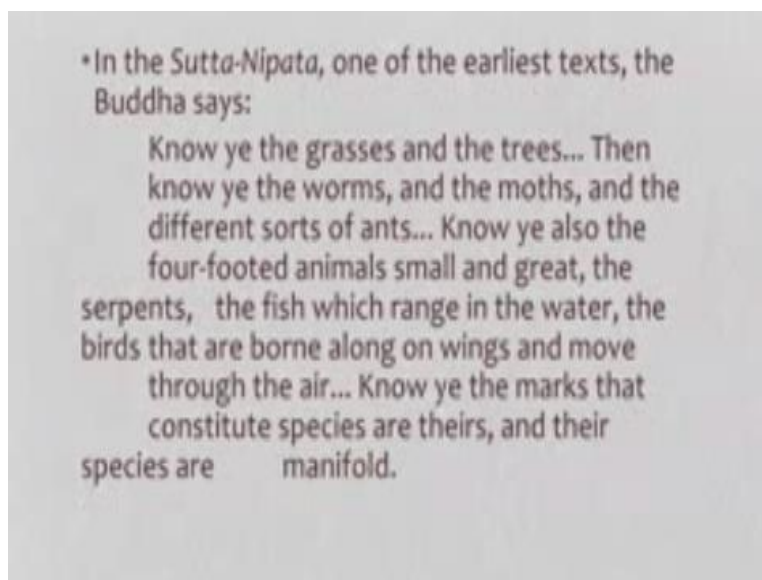 •In the Sutta-Nipata, one of the earliest texts, the
Buddha says:
Know ye the grasses and the trees... Then
know ye the worms, and the moths, and the
different sorts of ants... Know ye also the
four-footed animals small and great, the
serpents, the fish which range in the water, the
birds that are borne along on wings and move
through the air... Know ye the marks that
constitute species are theirs, and their
species are manifold.